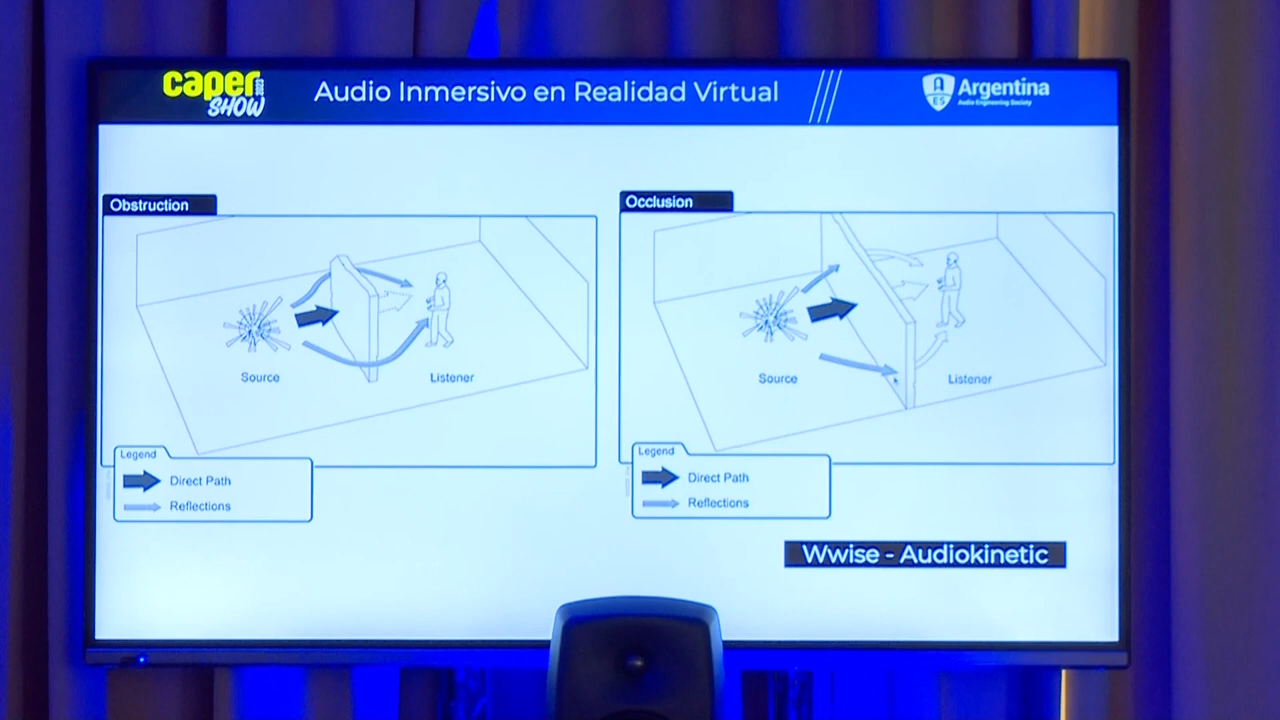 caper
SHOW
Audio Inmersivo en Realidad Virtual
A
ES
Argentina
Audio Engineering Society
Obstruction
Source
Listener
Legend
Direct Path
Reflections
Occlusion
Source
Listener
Legend
Direct Path
Reflections
Wwise - Audiokinetic